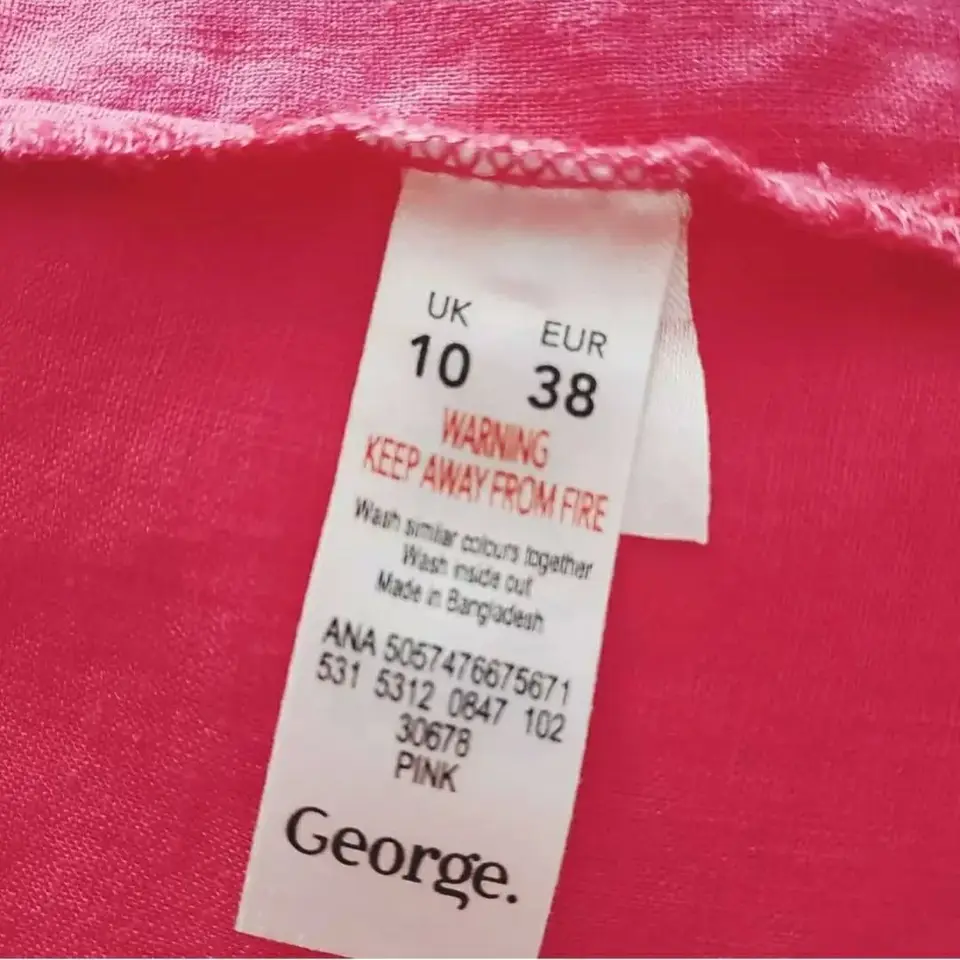 UK EUR
10 38
WARNING
KEEP AWAY FROM FIRE
Wash similar colours together
Wash inside out
Made in Bangladesh
ANA 5057476675671
531 5312 0847 102
30678
PINK
George.